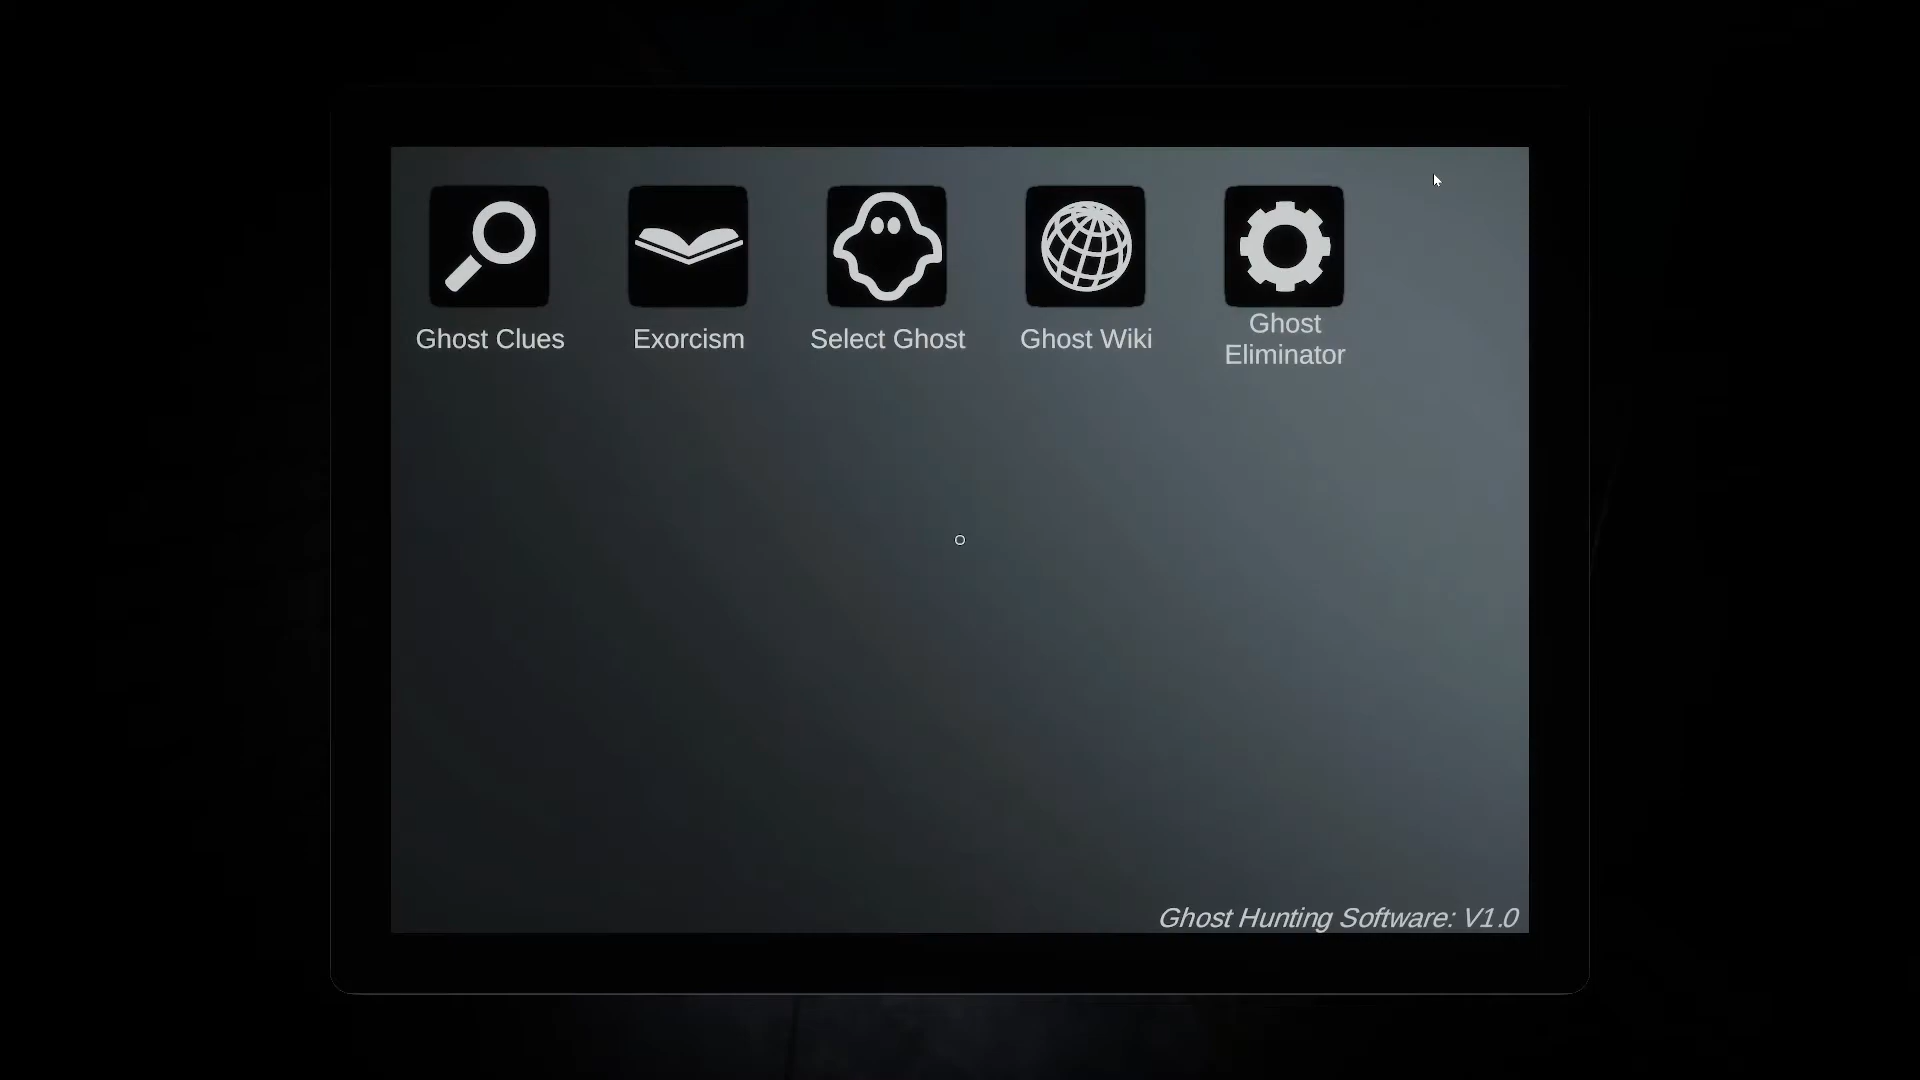 Ghost Clues
Exorcism
Select Ghost
Ghost Wiki
Ghost
Eliminator
Ghost Hunting Software: V1.0